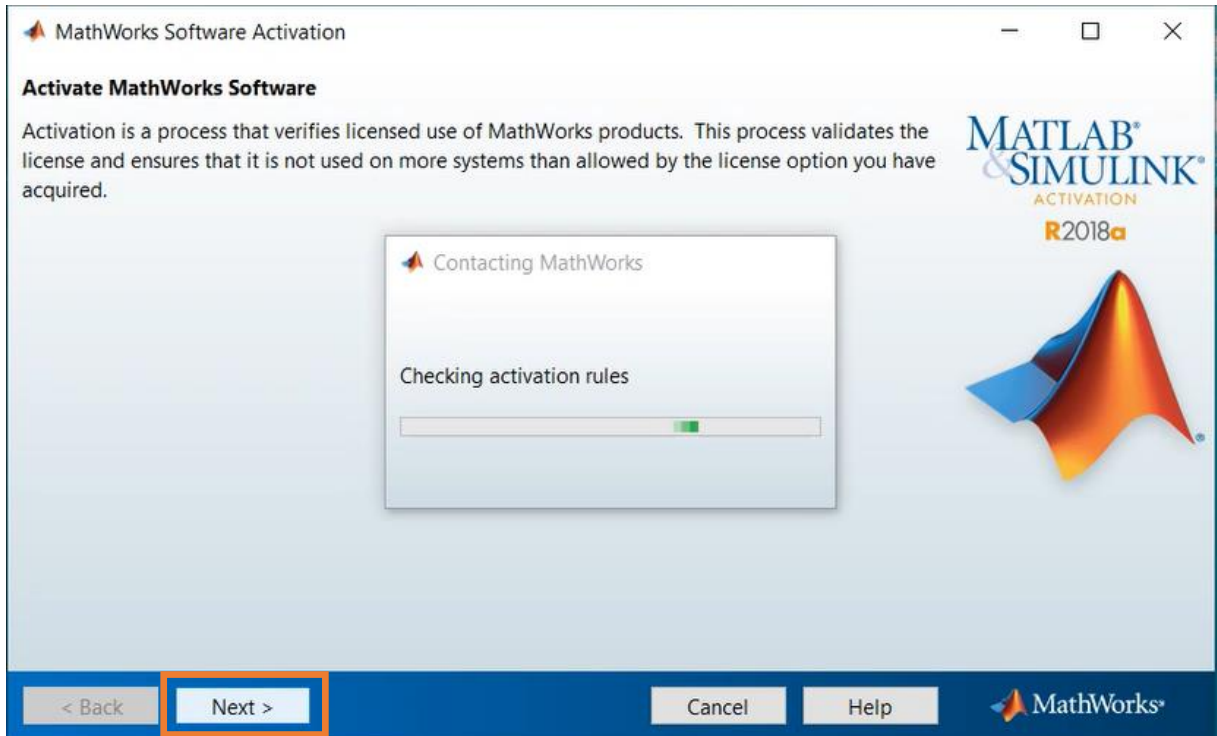 MathWorks Software Activation
Activate MathWorks Software
Activation is a process that verifies licensed use of MathWorks products. This process validates the
license and ensures that it is not used on more systems than allowed by the license option you have
acquired.
MATLAB®
&SIMULINK®
ACTIVATION
R2018a
Contacting MathWorks
Checking activation rules
< Back
Next >
Cancel
Help
MathWorks®